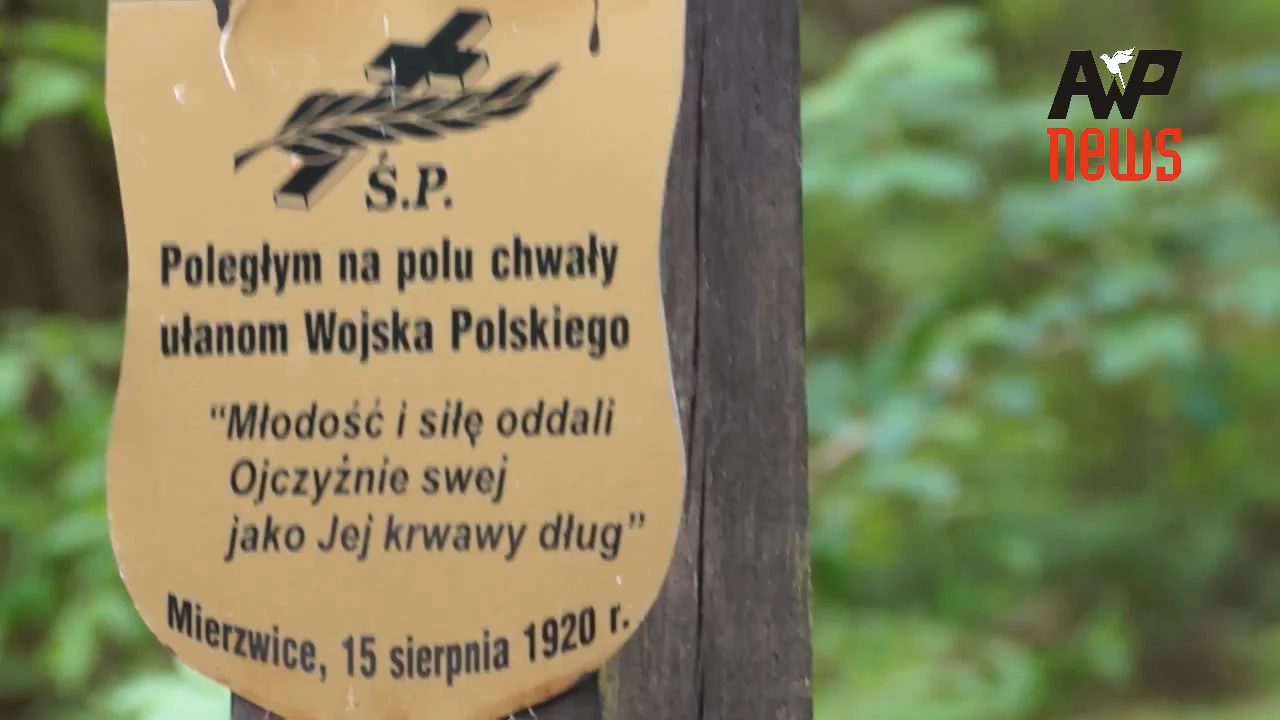 Ś.P.
Poległym na polu chwały
ułanom Wojska Polskiego
“Młodość i siłę oddali
Ojczyźnie swej
jako Jej krwawy dług”
Mierzwice, 15 sierpnia 1920 r.
AWP
news